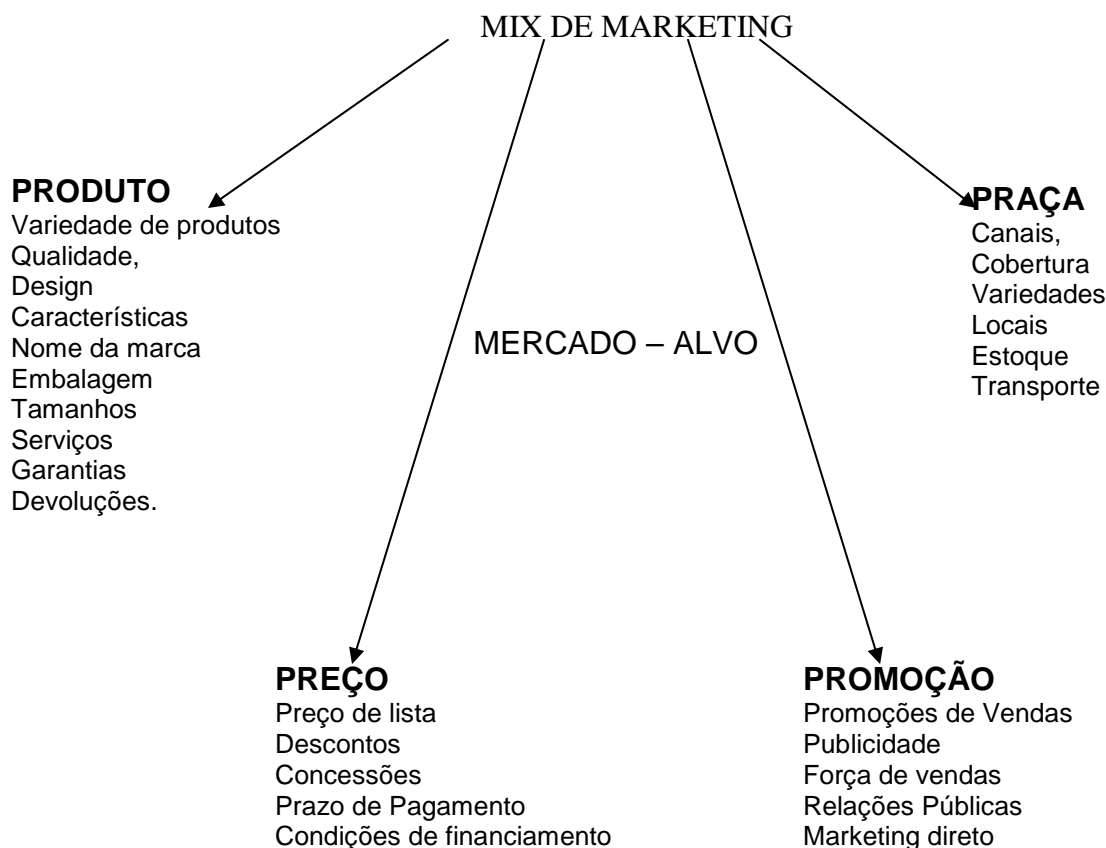 MIX DE MARKETING
PRODUTO
Variedade de produtos
Qualidade,
Design
Características
Nome da marca
Embalagem
Tamanhos
Serviços
Garantias
Devoluções.
PRAÇA
Canais,
Cobertura
Variedades
Locais
Estoque
Transporte
MERCADO – ALVO
PREÇO
Preço de lista
Descontos
Concessões
Prazo de Pagamento
Condições de financiamento
PROMOÇÃO
Promoções de Vendas
Publicidade
Força de vendas
Relações Públicas
Marketing direto